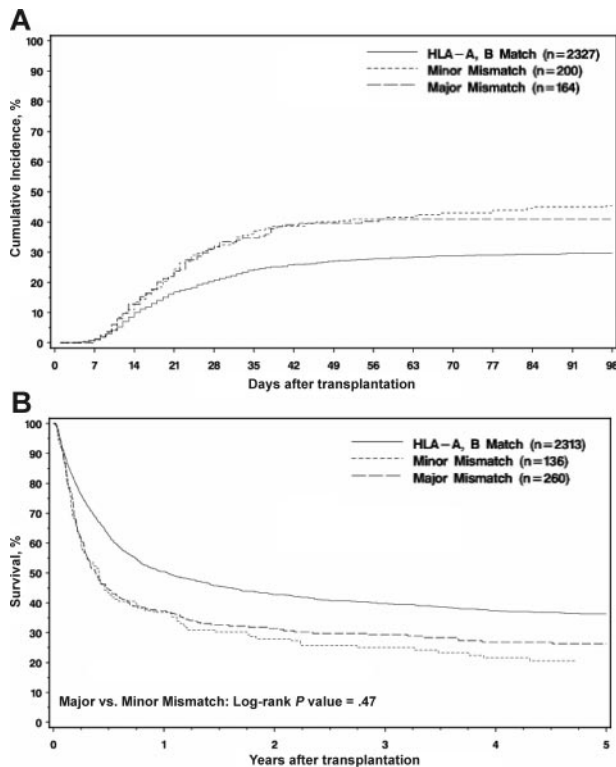 A
HLA-A, B Match (n=2327)
Minor Mismatch (n=200)
Major Mismatch (n=164)
Cumulative Incidence, %
100
90
80
70
60
50
40
30
20
10
0
0 7 14 21 28 35 42 49 56 63 70 77 84 91 98
Days after transplantation
B
HLA-A, B Match (n=2313)
Minor Mismatch (n=136)
Major Mismatch (n=260)
Survival, %
100
90
80
70
60
50
40
30
20
10
0
Major vs. Minor Mismatch: Log-rank P value = .47
0 1 2 3 4 5
Years after transplantation